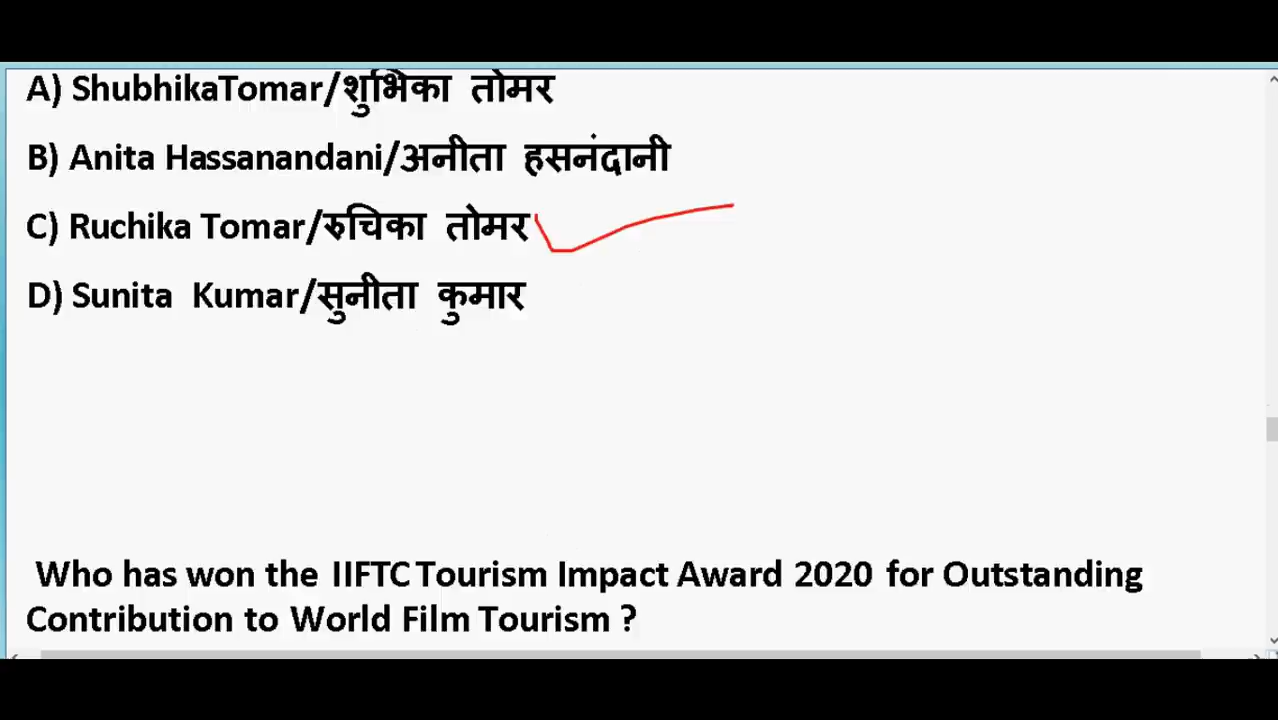 A) ShubhikaTomar/शुभिका तोमर
B) Anita Hassanandani/अनीता हसनंदानी
C) Ruchika Tomar/रुचिका तोमर
D) Sunita Kumar/सुनीता कुमार
Who has won the IIFTC Tourism Impact Award 2020 for Outstanding
Contribution to World Film Tourism ?